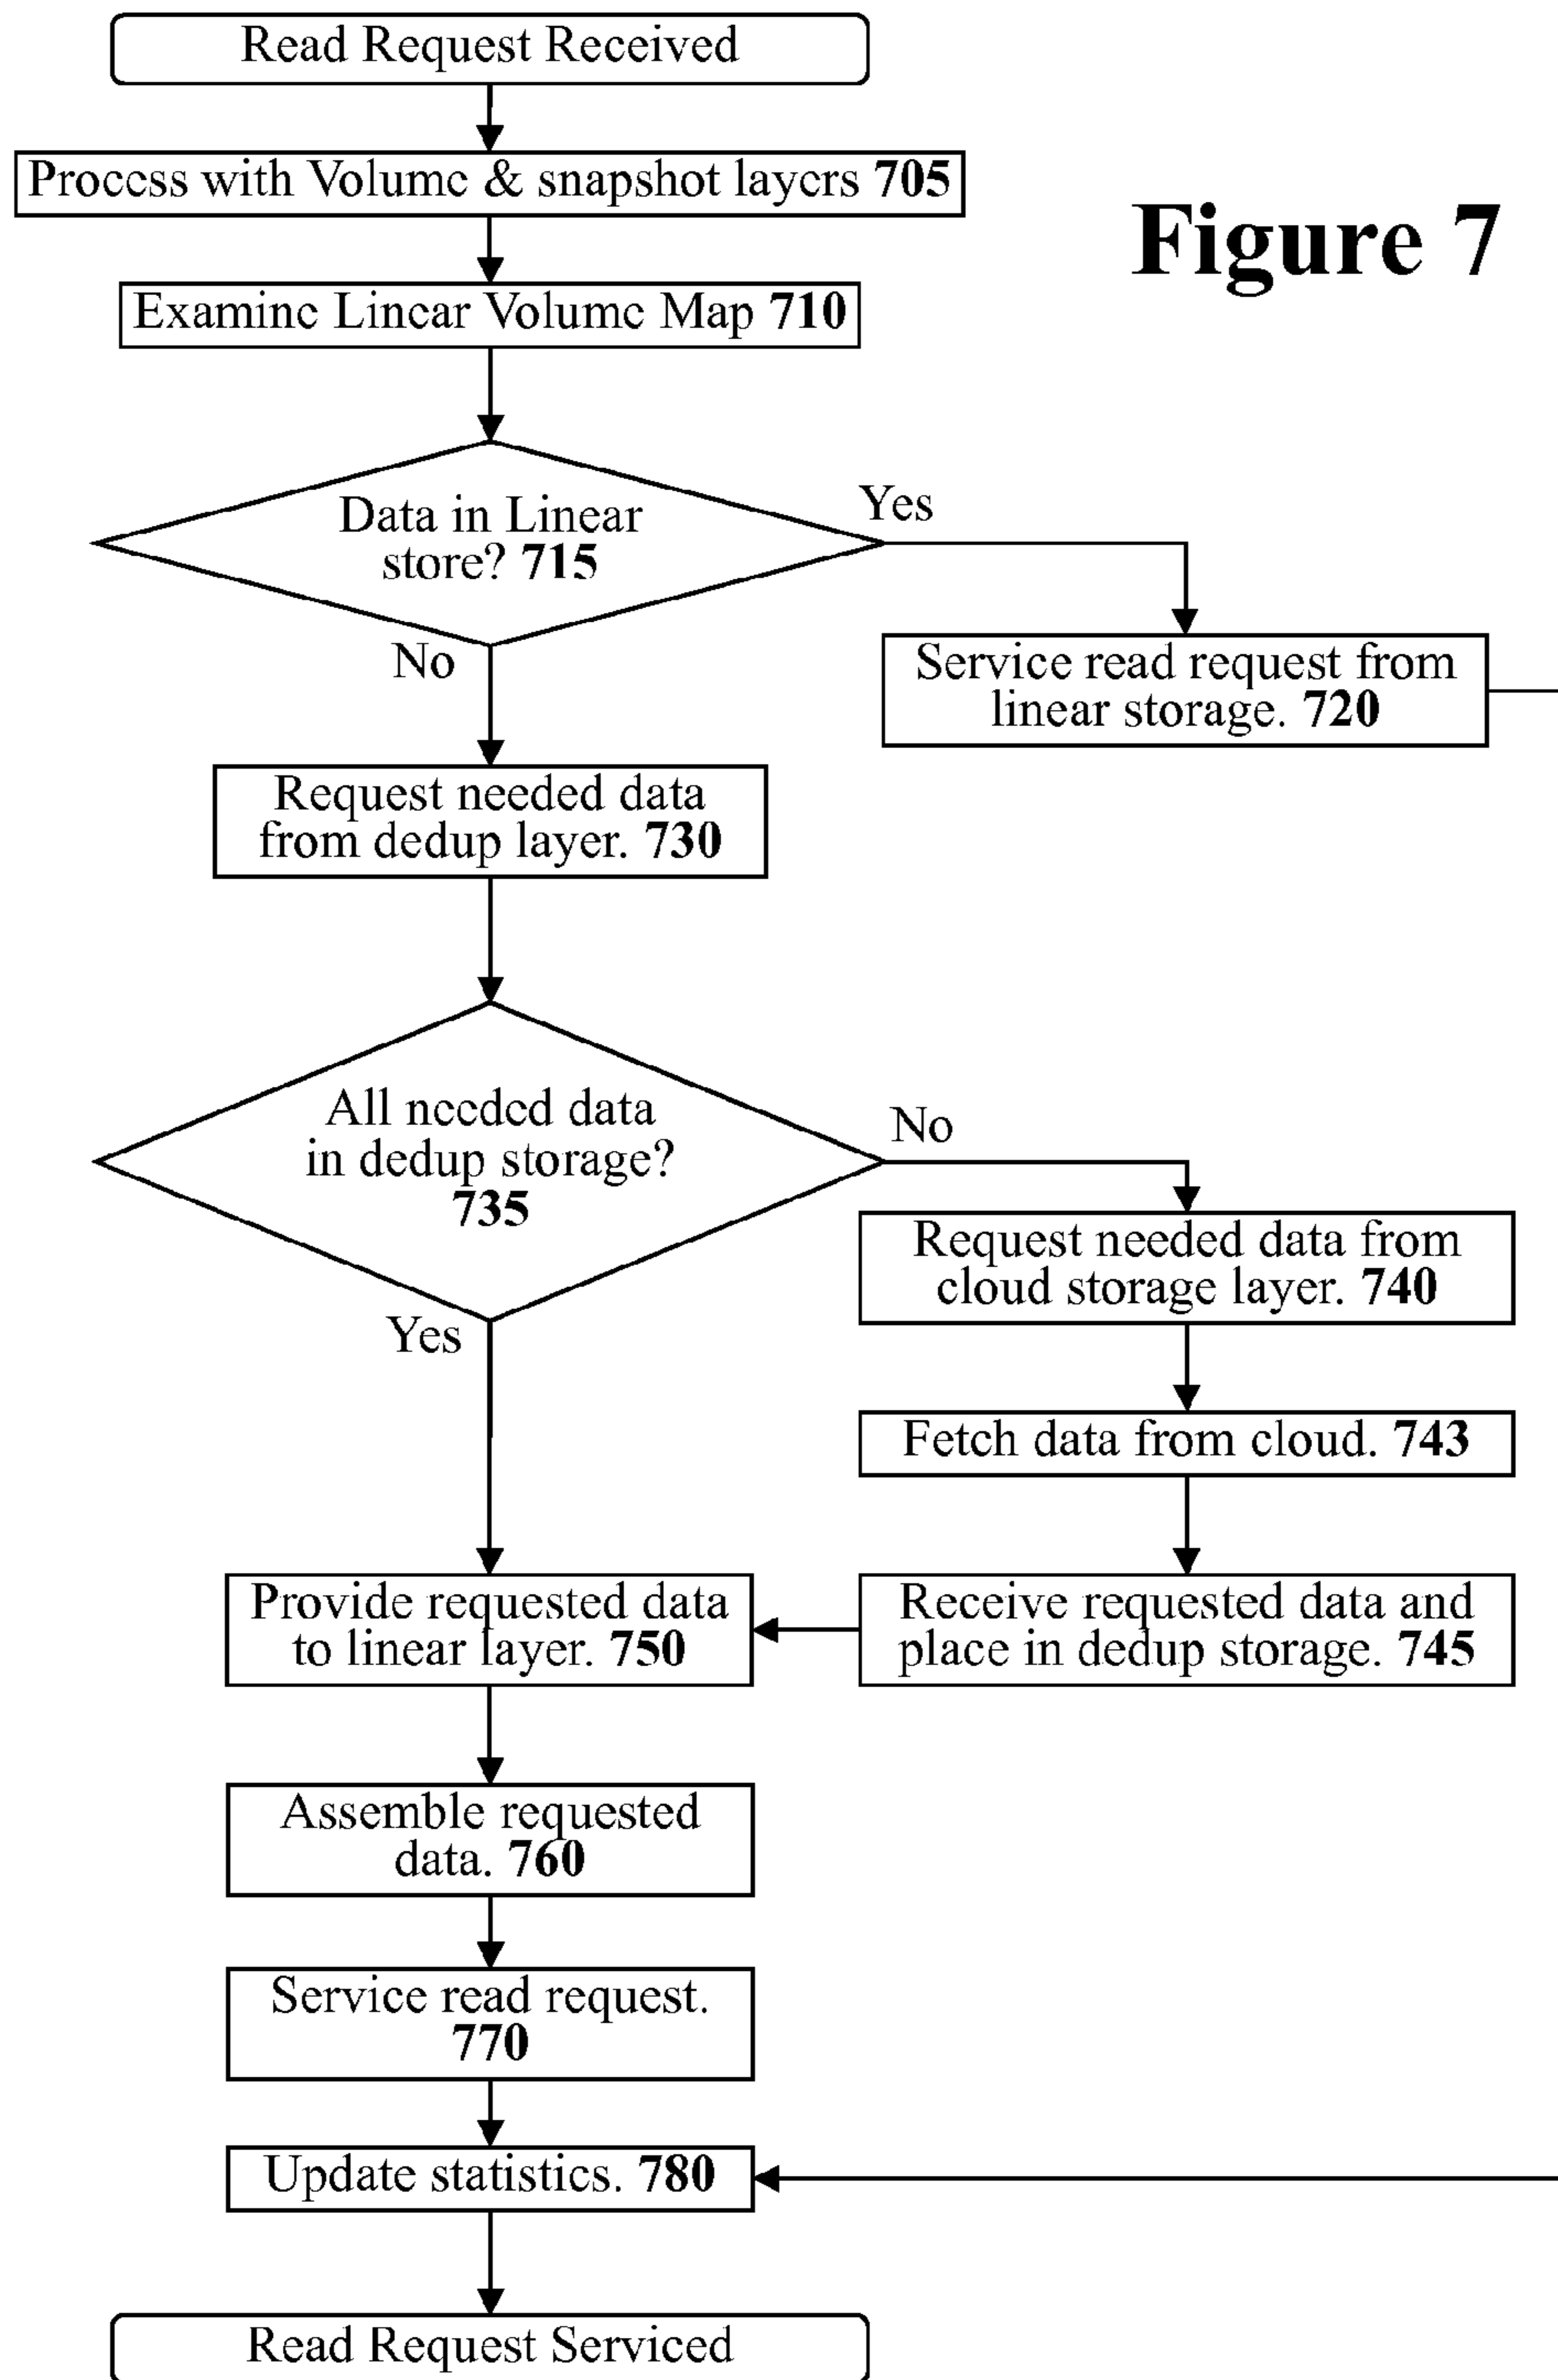 Read Request Received
Process with Volume & snapshot layers 705
Figure 7
Examine Linear Volume Map 710
Data in Linear
store? 715
Yes
No
Service read request from
linear storage. 720
Request needed data
from dedup layer. 730
All needed data
in dedup storage?
735
No
Yes
Request needed data from
cloud storage layer. 740
Fetch data from cloud. 743
Provide requested data
to linear layer. 750
Receive requested data and
place in dedup storage. 745
Assemble requested
data. 760
Service read request.
770
Update statistics. 780
Read Request Serviced